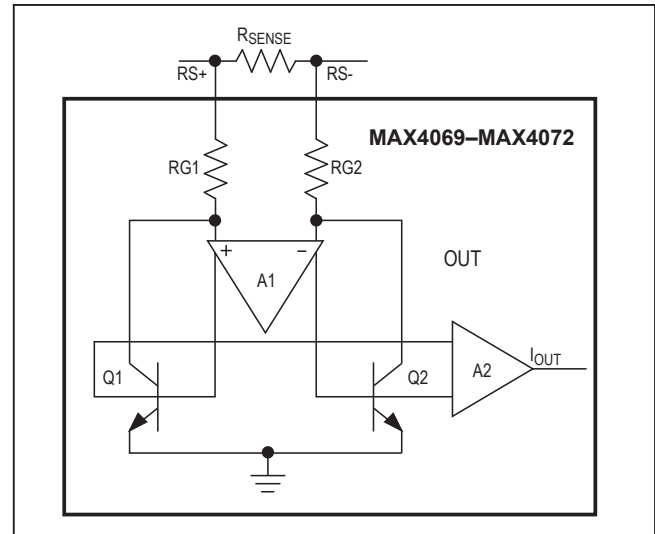 RSENSE
RS+ RS-
MAX4069–MAX4072
RG1 RG2
OUT
+ –
A1
Q1 Q2 A2 IOUT